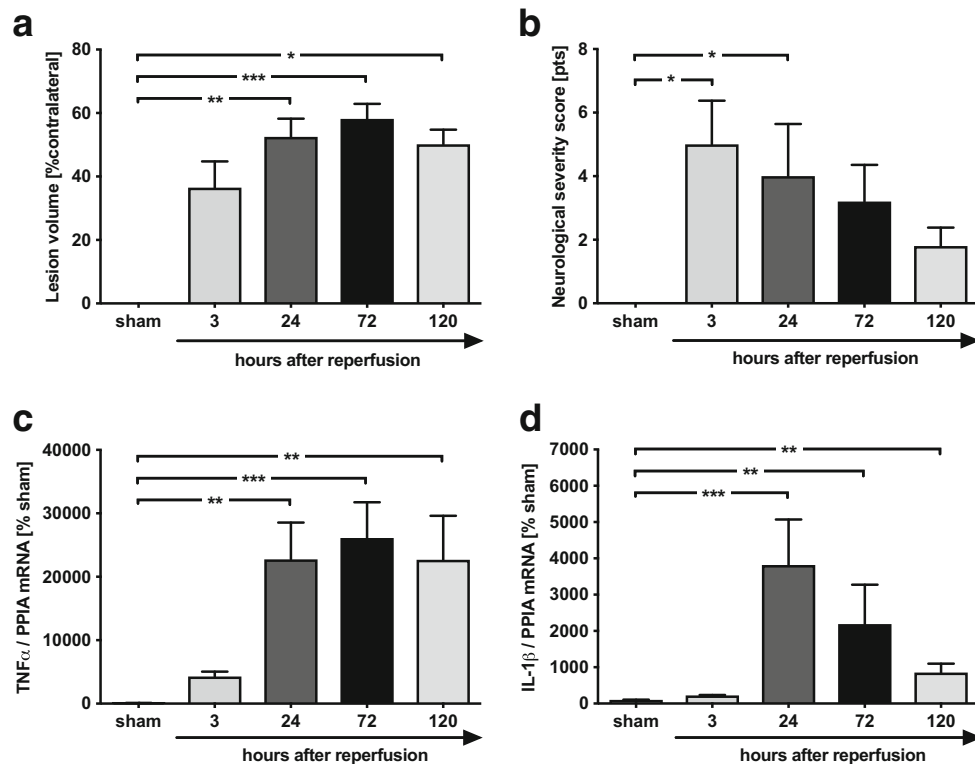 a
Lesion volume [%contralateral]
80
60
40
20
0
*
***
**
sham 3 24 72 120
hours after reperfusion
b
Neurological severity score [pts]
8
6
4
2
0
*
*
sham 3 24 72 120
hours after reperfusion
c
TNFα / PPIA mRNA [% sham]
40000
30000
20000
10000
0
**
***
**
sham 3 24 72 120
hours after reperfusion
d
IL-1β / PPIA mRNA [% sham]
7000
6000
5000
4000
3000
2000
1000
0
**
**
***
sham 3 24 72 120
hours after reperfusion